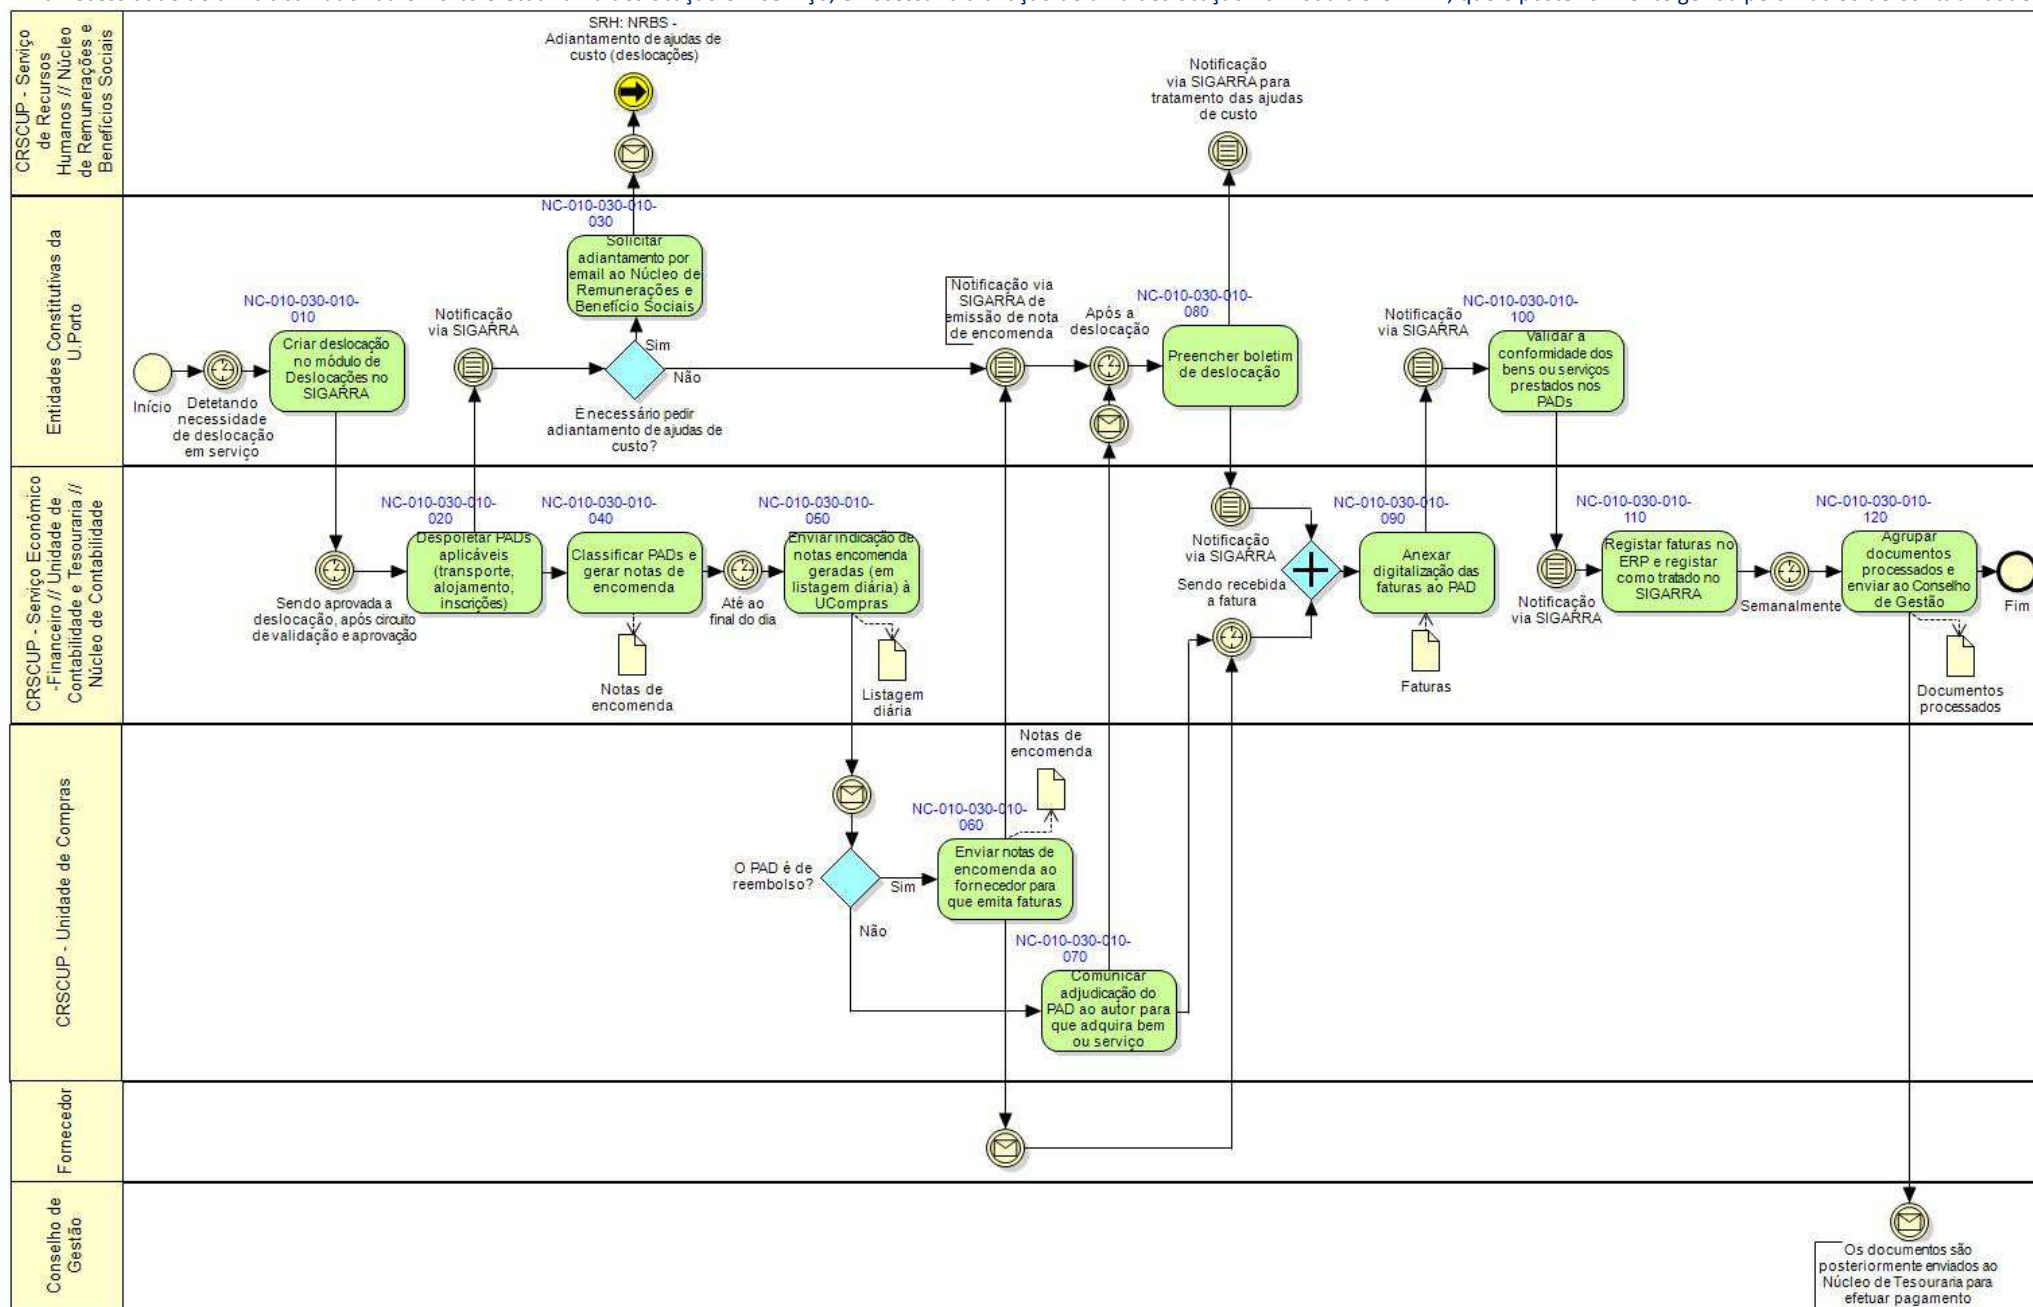 CRSCUP - Serviço
de Recursos
Humanos // Núcleo
de Remunerações e
Benefícios Sociais
SRH: NRBS -
Adiantamento de ajudas de
custo (deslocações)
Notificação
via SIGARRA para
tratamento das ajudas
de custo
Entidades Constitutivas da
U.Porto
Início
Detetando
necessidade
de deslocação
em serviço
NC-010-030-010-
010
Criar deslocação
no módulo de
Deslocações no
SIGARRA
Notificação
via SIGARRA
NC-010-030-010-
030
Solicitar
adiantamento por
email ao Núcleo de
Remunerações e
Benefício Sociais
Sim
Não
É necessário pedir
adiantamento de ajudas de
custo?
Notificação via
SIGARRA de
emissão de nota
de encomenda
Após a
deslocação
NC-010-030-010-
080
Preencher boletim
de deslocação
Notificação
via SIGARRA
NC-010-030-010-
100
Validar a
conformidade dos
bens ou serviços
prestados nos
PADs
CRSCUP - Serviço Económico
-Financeiro // Unidade de
Contabilidade e Tesouraria //
Núcleo de Contabilidade
Sendo aprovada a
deslocação, após circuito
de validação e aprovação
NC-010-030-010-
020
Despoletar PADs
aplicáveis
(transporte,
alojamento,
inscrições)
NC-010-030-010-
040
Classificar PADs e
gerar notas de
encomenda
Notas de
encomenda
Até ao
final do dia
NC-010-030-010-
050
Enviar indicação de
notas encomenda
geradas (em
listagem diária) à
UCompras
Listagem
diária
Notificação
via SIGARRA
Sendo recebida
a fatura
NC-010-030-010-
090
Anexar
digitalização das
faturas ao PAD
Faturas
Notificação
via SIGARRA
NC-010-030-010-
110
Registar faturas no
ERP e registar
como tratado no
SIGARRA
Semanalmente
NC-010-030-010-
120
Agrupar
documentos
processados e
enviar ao Conselho
de Gestão
Documentos
processados
Fim
CRSCUP - Unidade de Compras
O PAD é de
reembolso?
Sim
Não
NC-010-030-010-
060
Enviar notas de
encomenda ao
fornecedor para
que emita faturas
Notas de
encomenda
NC-010-030-010-
070
Comunicar
adjudicação do
PAD ao autor para
que adquira bem
ou serviço
Fornecedor
Conselho de
Gestão
Os documentos são
posteriormente enviados ao
Núcleo de Tesouraria para
efetuar pagamento